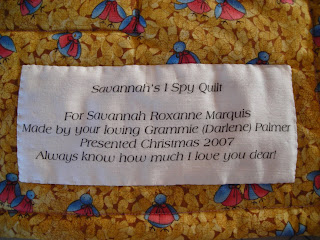 Savannah's I Spy Quilt
For Savannah Roxanne Marquis
Made by your loving Grammie (Darlene) Palmer
Presented Christmas 2007
Always know how much I love you dear!